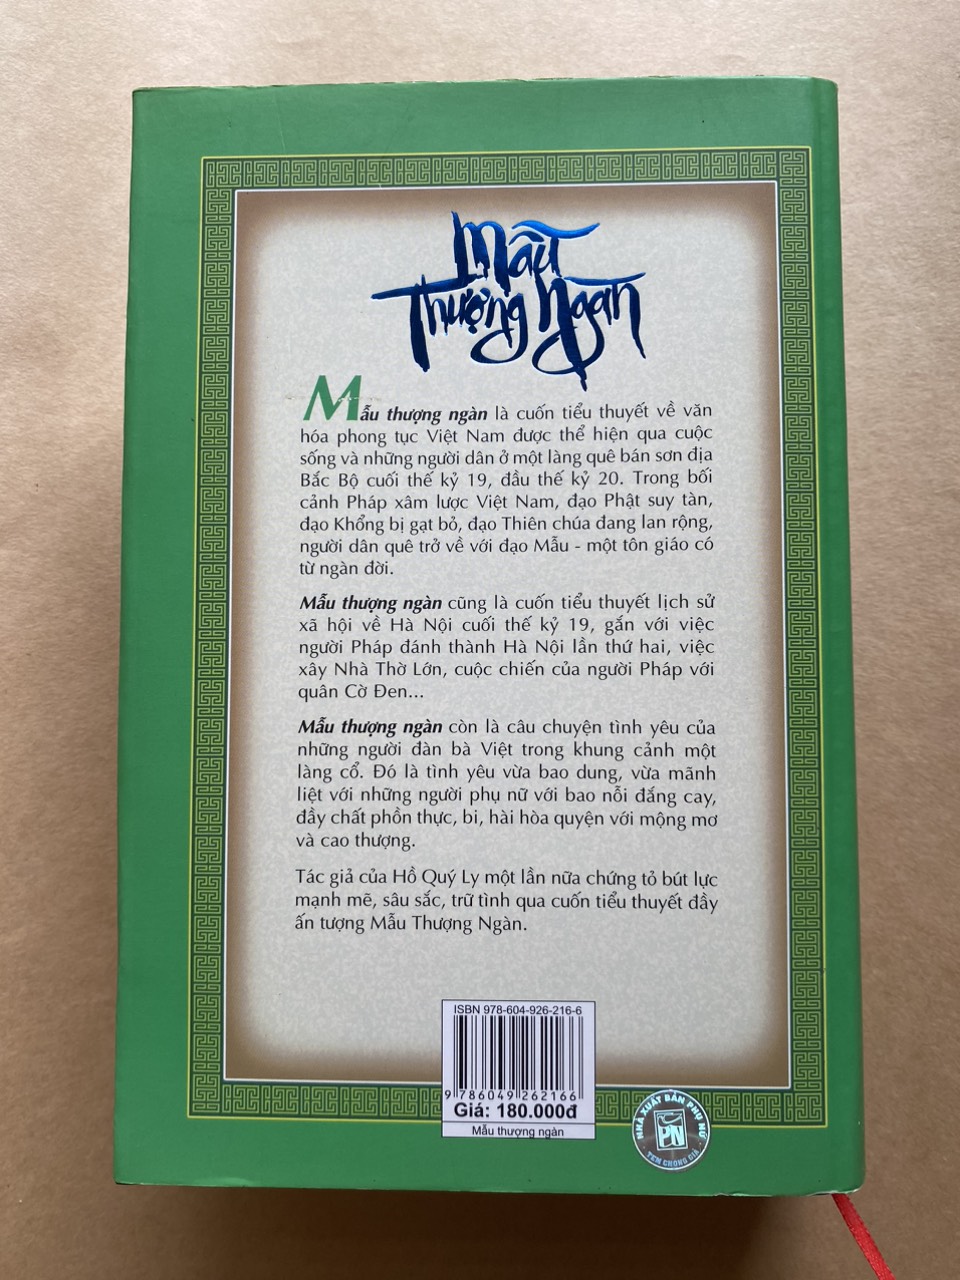 Mẫu
Thượng Ngàn
Mẫu thượng ngàn là cuốn tiểu thuyết về văn
hóa phong tục Việt Nam được thể hiện qua cuộc
sống và những người dân ở một làng quê bán sơn địa
Bắc Bộ cuối thế kỷ 19, đầu thế kỷ 20. Trong bối
cảnh Pháp xâm lược Việt Nam, đạo Phật suy tàn,
đạo Khổng bị gạt bỏ, đạo Thiên chúa đang lan rộng,
người dân quê trở về với đạo Mẫu - một tôn giáo có
từ ngàn đời.
Mẫu thượng ngàn cũng là cuốn tiểu thuyết lịch sử
xã hội về Hà Nội cuối thế kỷ 19, gắn với việc
người Pháp đánh thành Hà Nội lần thứ hai, việc
xây Nhà Thờ Lớn, cuộc chiến của người Pháp với
quân Cờ Đen...
Mẫu thượng ngàn còn là câu chuyện tình yêu của
những người đàn bà Việt trong khung cảnh một
làng cổ. Đó là tình yêu vừa bao dung, vừa mãnh
liệt với những người phụ nữ với bao nỗi đắng cay,
đầy chất phồn thực, bi, hài hòa quyện với mộng mơ
và cao thượng.
Tác giả của Hồ Quý Ly một lần nữa chứng tỏ bút lực
mạnh mẽ, sâu sắc, trữ tình qua cuốn tiểu thuyết đầy
ấn tượng Mẫu Thượng Ngàn.
ISBN 978-604-926-216-6
9 786049 262166
Giá: 180.000đ
Mẫu thượng ngàn
NHÀ XUẤT BẢN PHỤ NỮ
PN
TEM CHỐNG GIẢ